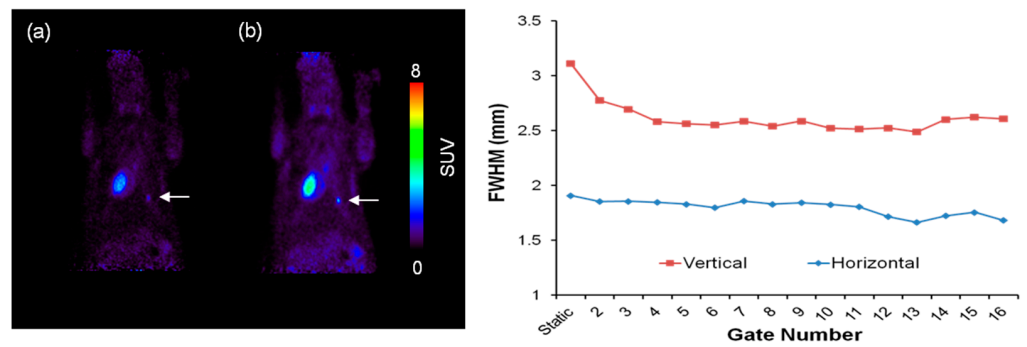 (a)
(b)
8
SUV
0
3.5
3
2.5
2
1.5
1
FWHM (mm)
Vertical
Horizontal
Static 2 3 4 5 6 7 8 9 10 11 12 13 14 15 16
Gate Number